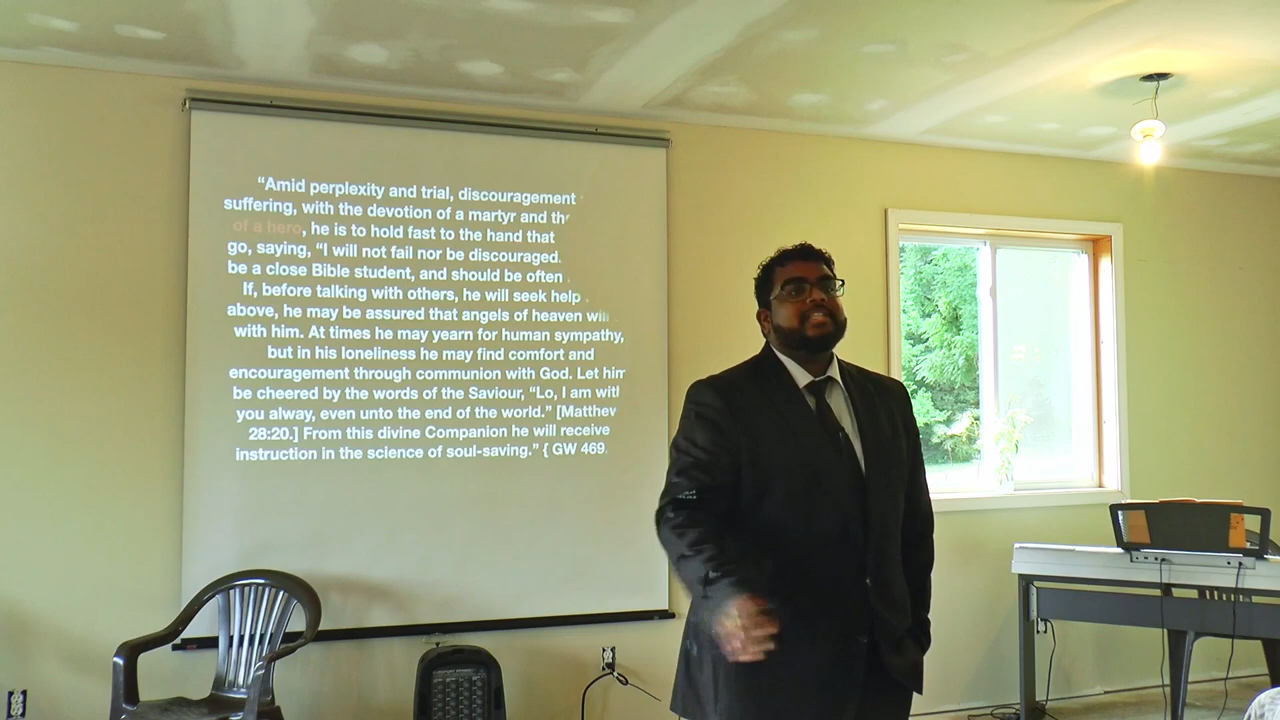 “Amid perplexity and trial, discouragement
suffering, with the devotion of a martyr and the
of a hero, he is to hold fast to the hand that
go, saying, “I will not fail nor be discouraged.
be a close Bible student, and should be often
If, before talking with others, he will seek help
above, he may be assured that angels of heaven will
with him. At times he may yearn for human sympathy,
but in his loneliness he may find comfort and
encouragement through communion with God. Let him
be cheered by the words of the Saviour, “Lo, I am with
you alway, even unto the end of the world.” [Matthew
28:20.] From this divine Companion he will receive
instruction in the science of soul-saving.” { GW 469.